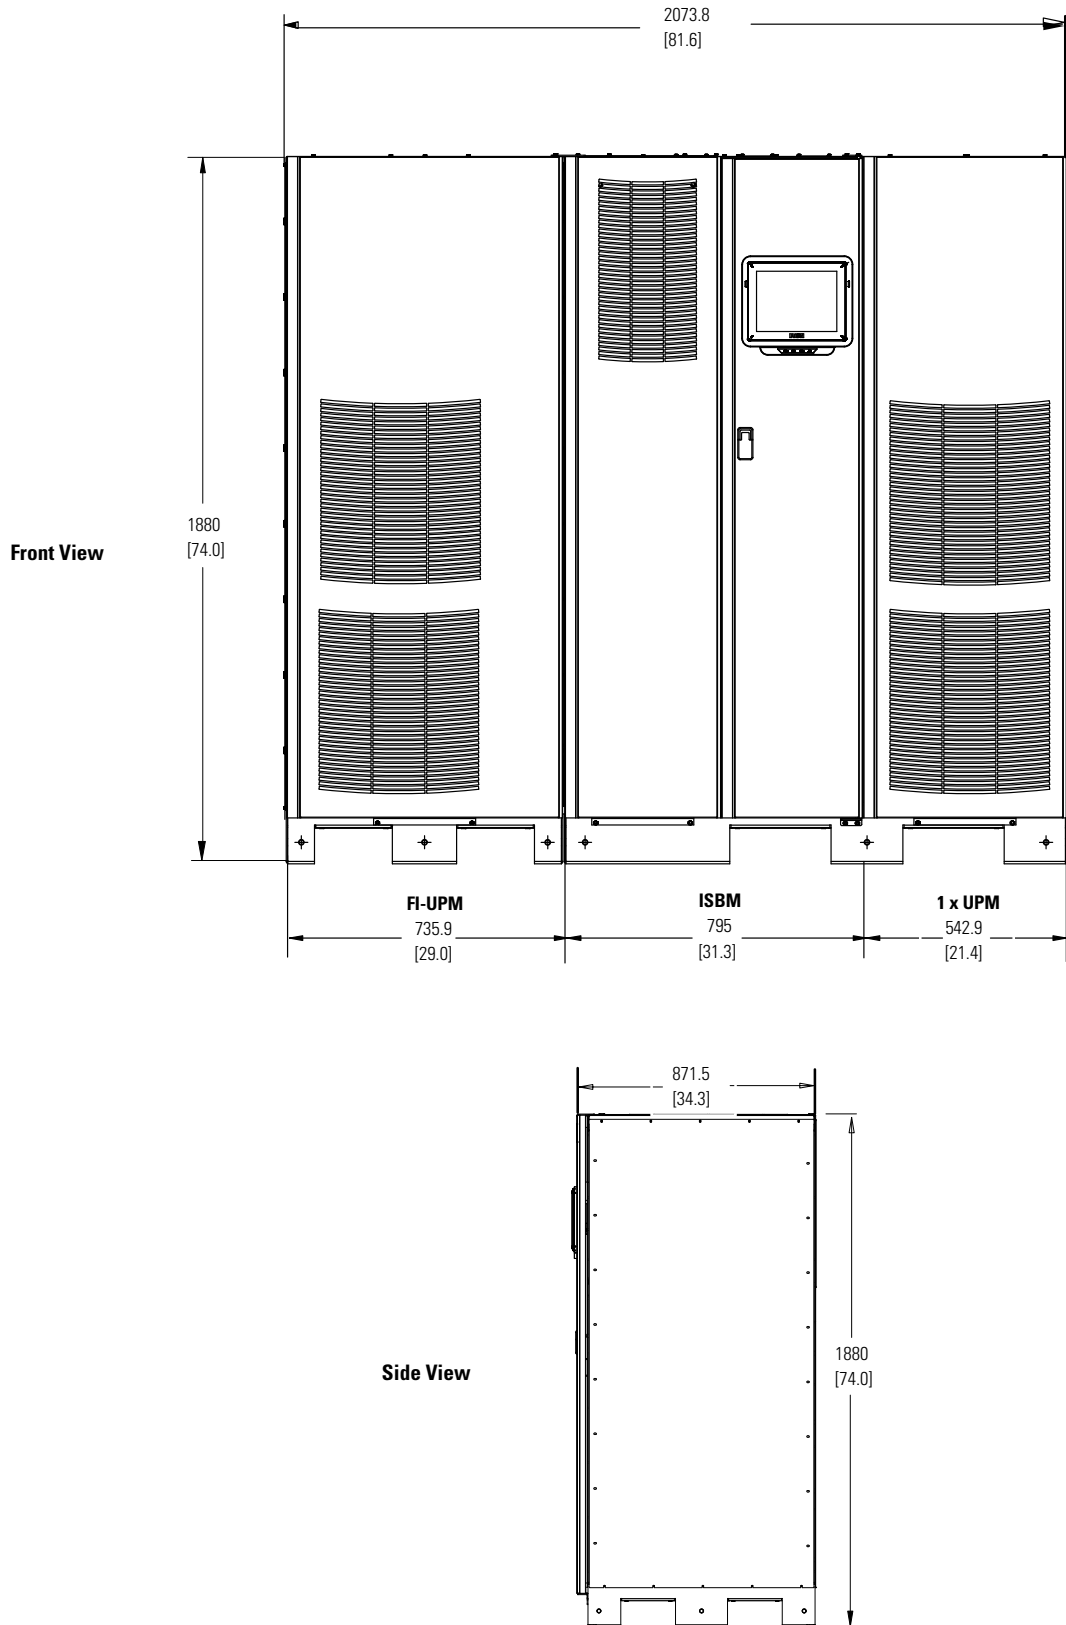 2073.8
[81.6]
1880
[74.0]
Front View
FI-UPM
735.9
[29.0]
ISBM
795
[31.3]
1 x UPM
542.9
[21.4]
871.5
[34.3]
Side View
1880
[74.0]